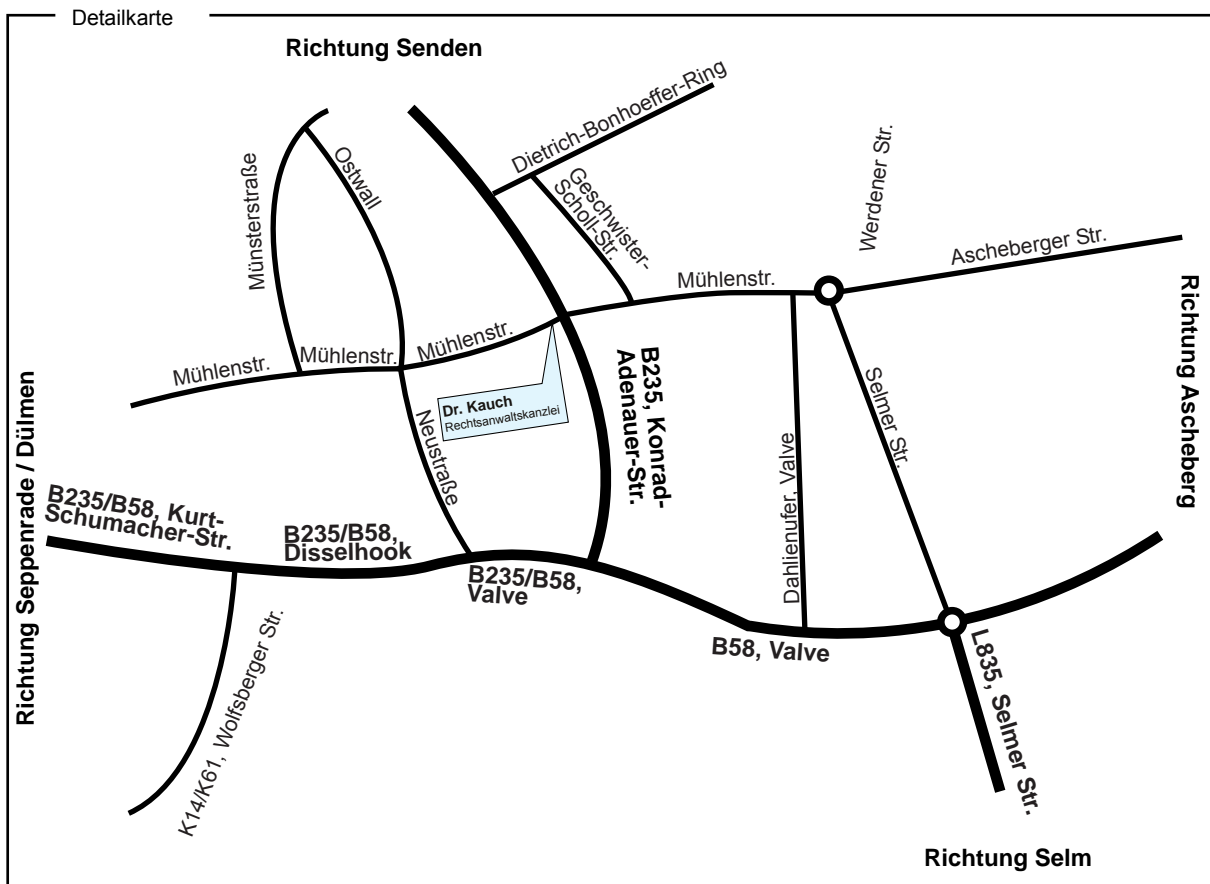 Detailkarte
Richtung Senden
Dietrich-Bonhoeffer-Ring
Münsterstraße
Ostwall
Geschwister-
Scholl-Str.
Werdener Str.
Ascheberger Str.
Mühlenstr.
Richtung Ascheberg
Mühlenstr.
Mühlenstr.
Mühlenstr.
B235, Konrad-
Adenauer-Str.
Selmer Str.
Dr. Kauch
Rechtsanwaltskanzlei
Neustraße
Dahlienufer, Valve
Richtung Seppenrade / Dülmen
B235/B58, Kurt-
Schumacher-Str.
B235/B58,
Disselhook
B235/B58,
Valve
B58, Valve
L835, Selmer Str.
K14/K61, Wolfsberger Str.
Richtung Selm